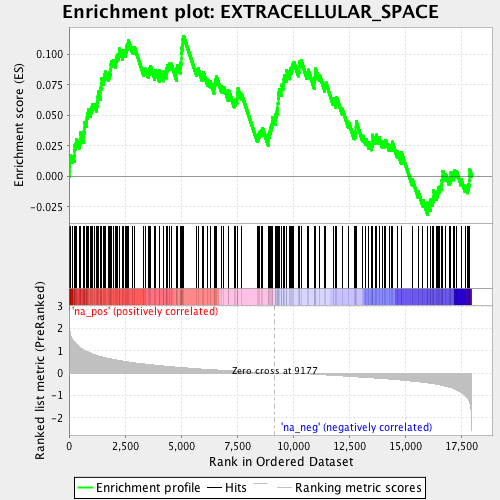 Enrichment plot: EXTRACELLULAR_SPACE
Enrichment score (ES)
0.100
0.075
0.050
0.025
0.000
-0.025
'na_pos' (positively correlated)
Ranked list metric (PreRanked)
3
2
1
0
-1
-2
Zero cross at 9177
'na_neg' (negatively correlated)
0
2,500
5,000
7,500
10,000
12,500
15,000
17,500
Rank in Ordered Dataset
Enrichment profile
Hits
Ranking metric scores